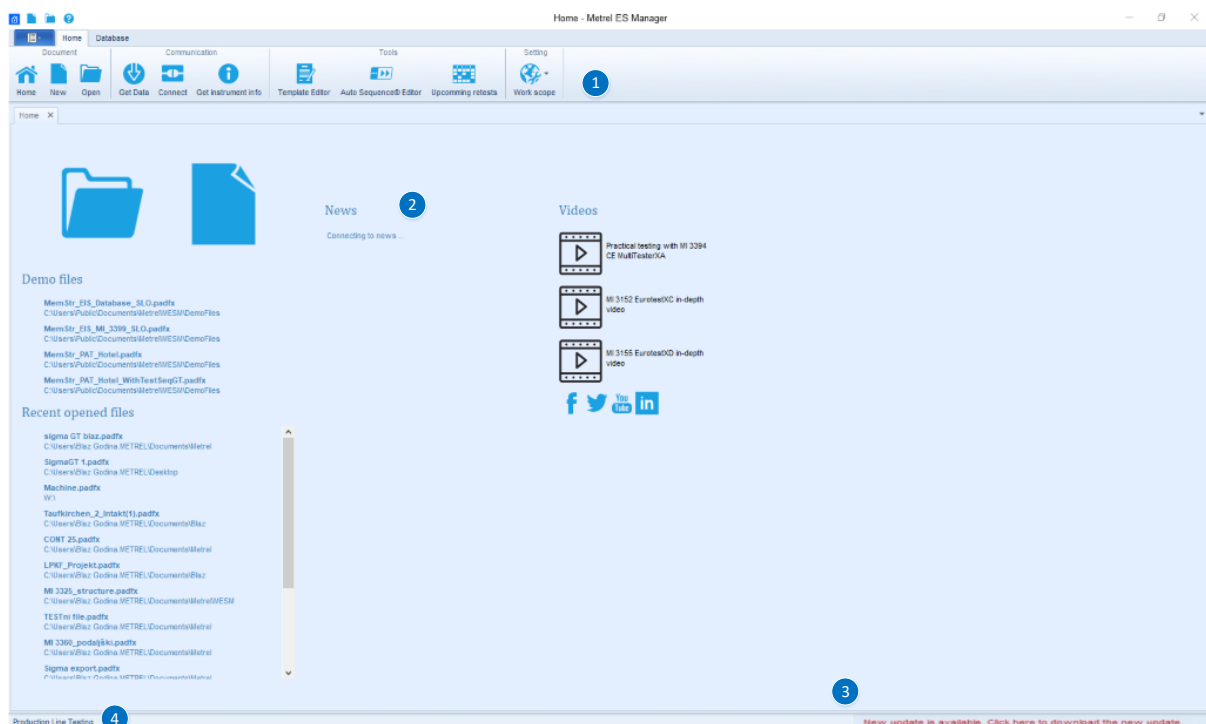 Home - Metrel ES Manager
Home Database
Document Communication Tools Setting
Home New Open Get Data Connect Get instrument info Template Editor Auto Sequence® Editor Upcomming retests Work scope
1
Home
2
News
Connecting to news ...
Videos
Practical testing with MI 3394
CE MultiTesterXA
MI 3152 EurotestXC in-depth
video
MI 3155 EurotestXD in-depth
video
f You Tube in
Demo files
MemStr_EIS_Database_SLO.padfx
C:\Users\Public\Documents\Metrel\WESM\DemoFiles
MemStr_EIS_MI_3399_SLO.padfx
C:\Users\Public\Documents\Metrel\WESM\DemoFiles
MemStr_PAT_Hotel.padfx
C:\Users\Public\Documents\Metrel\WESM\DemoFiles
MemStr_PAT_Hotel_WithTestSeqGT.padfx
C:\Users\Public\Documents\Metrel\WESM\DemoFiles
Recent opened files
sigma GT blaz.padfx
C:\Users\Blaz Godina.METREL\Documents\Metrel
SigmaGT 1.padfx
C:\Users\Blaz Godina.METREL\Desktop
Machine.padfx
W:\
Taufkirchen_2_Intakt(1).padfx
C:\Users\Blaz Godina.METREL\Documents\Blaz
CONT 25.padfx
C:\Users\Blaz Godina.METREL\Documents\Metrel
LPKF_Projekt.padfx
C:\Users\Blaz Godina.METREL\Documents\Blaz
MI 3325_structure.padfx
C:\Users\Blaz Godina.METREL\Documents\Metrel\WESM
TESTni file.padfx
C:\Users\Blaz Godina.METREL\Documents\Metrel
MI 3360_podaljški.padfx
C:\Users\Blaz Godina.METREL\Documents\Metrel
Sigma export.padfx
C:\Users\Blaz Godina.METREL\Documents\Metrel
3
Production Line Testing 4
New update is available. Click here to download the new update.